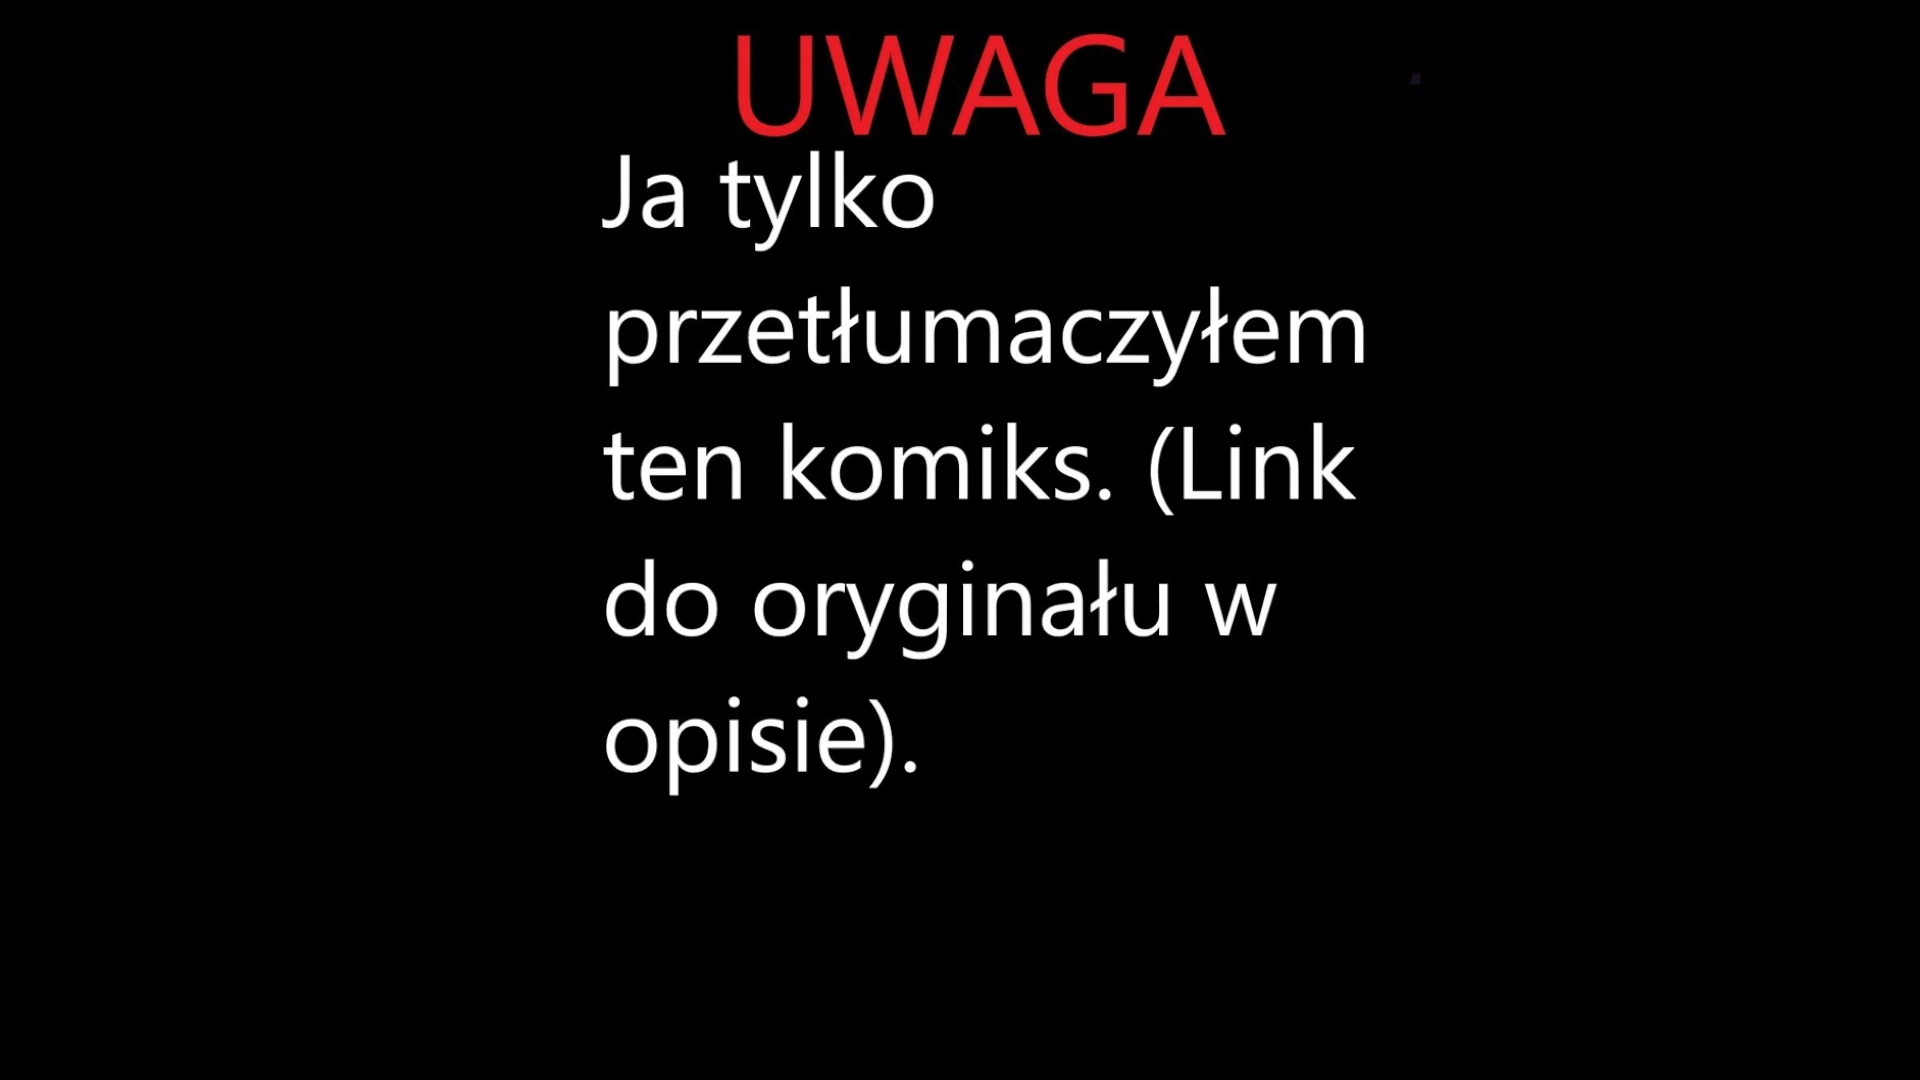 UWAGA
Ja tylko
przetłumaczyłem
ten komiks. (Link
do oryginału w
opisie).